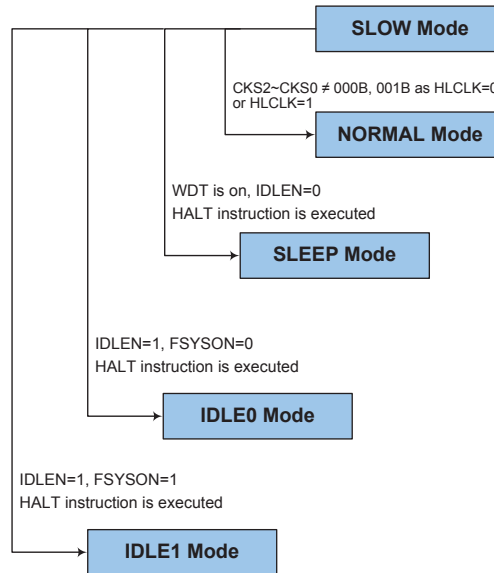 SLOW Mode
CKS2~CKS0 ≠ 000B, 001B as HLCLK=0
or HLCLK=1
NORMAL Mode
WDT is on, IDLEN=0
HALT instruction is executed
SLEEP Mode
IDLEN=1, FSYSON=0
HALT instruction is executed
IDLE0 Mode
IDLEN=1, FSYSON=1
HALT instruction is executed
IDLE1 Mode